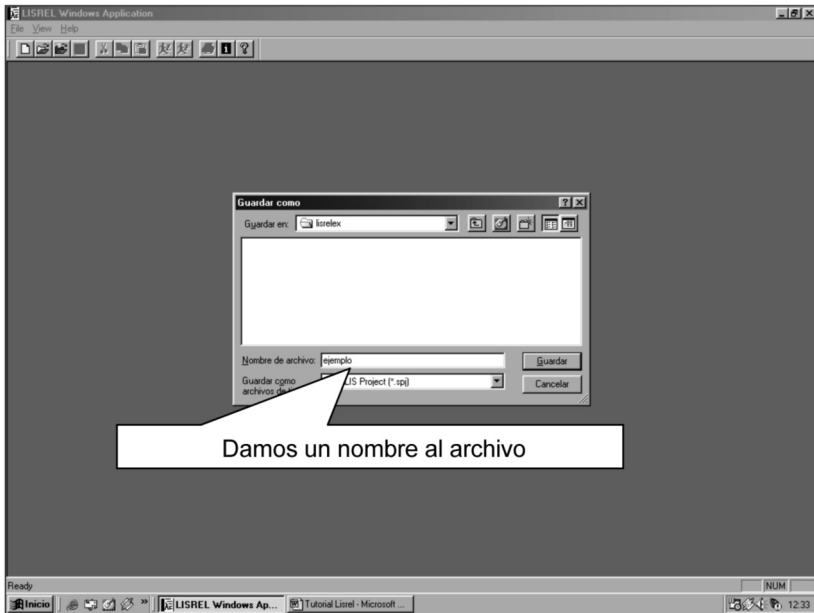 LISREL Windows Application
File View Help
Guardar como
Guardar en: lisrelex
Nombre de archivo: ejemplo
Guardar
Guardar como
archivos de
LIS Project (*.spj)
Cancelar
Damos un nombre al archivo
Ready
NUM
Inicio
LISREL Windows Ap...
Tutorial Lisrel - Microsoft ...
12:33